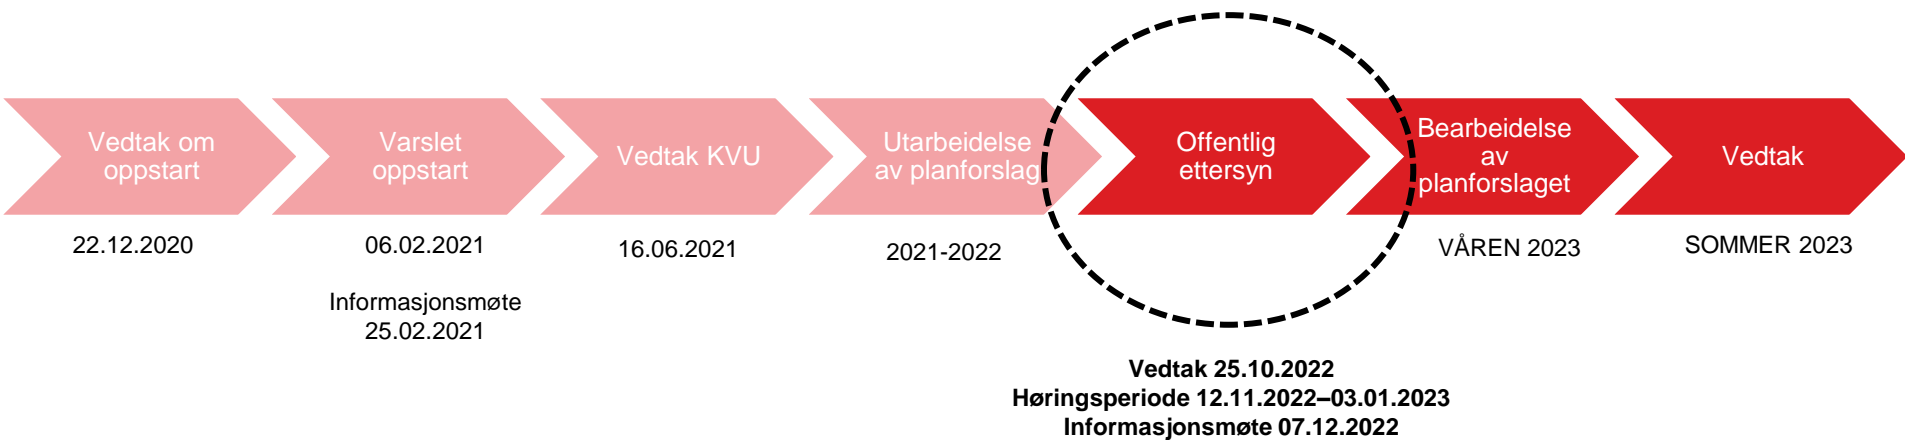 Vedtak om
oppstart
Varslet
oppstart
Vedtak KVU
Utarbeidelse
av planforslag
Offentlig
ettersyn
Bearbeidelse
av
planforslaget
Vedtak
22.12.2020
06.02.2021
Informasjonsmøte
25.02.2021
16.06.2021
2021-2022
Vedtak 25.10.2022
Høringsperiode 12.11.2022–03.01.2023
Informasjonsmøte 07.12.2022
VÅREN 2023
SOMMER 2023